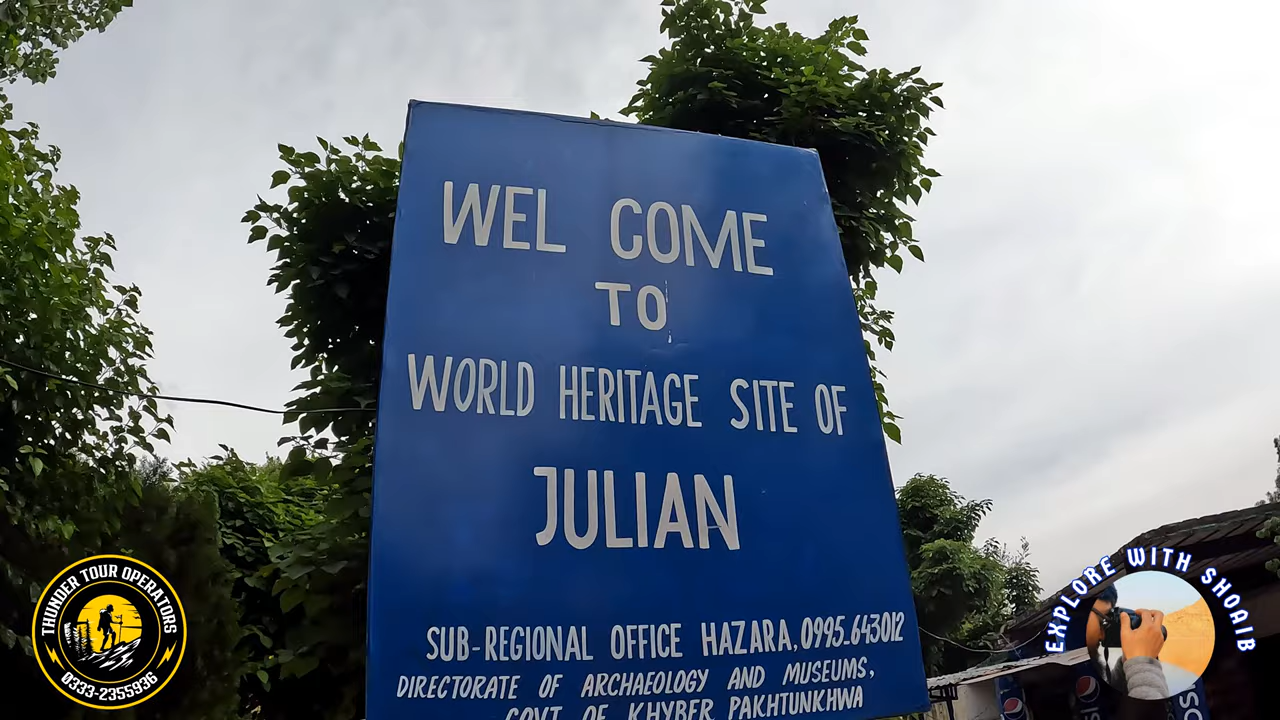 WEL COME
TO
WORLD HERITAGE SITE OF
JULIAN
SUB-REGIONAL OFFICE HAZARA, 0995.643012
DIRECTORATE OF ARCHAEOLOGY AND MUSEUMS,
GOVT OF KHYBER PAKHTUNKHWA
THUNDER TOUR OPERATORS
0333-2355936
EXPLORE WITH SHOAIB